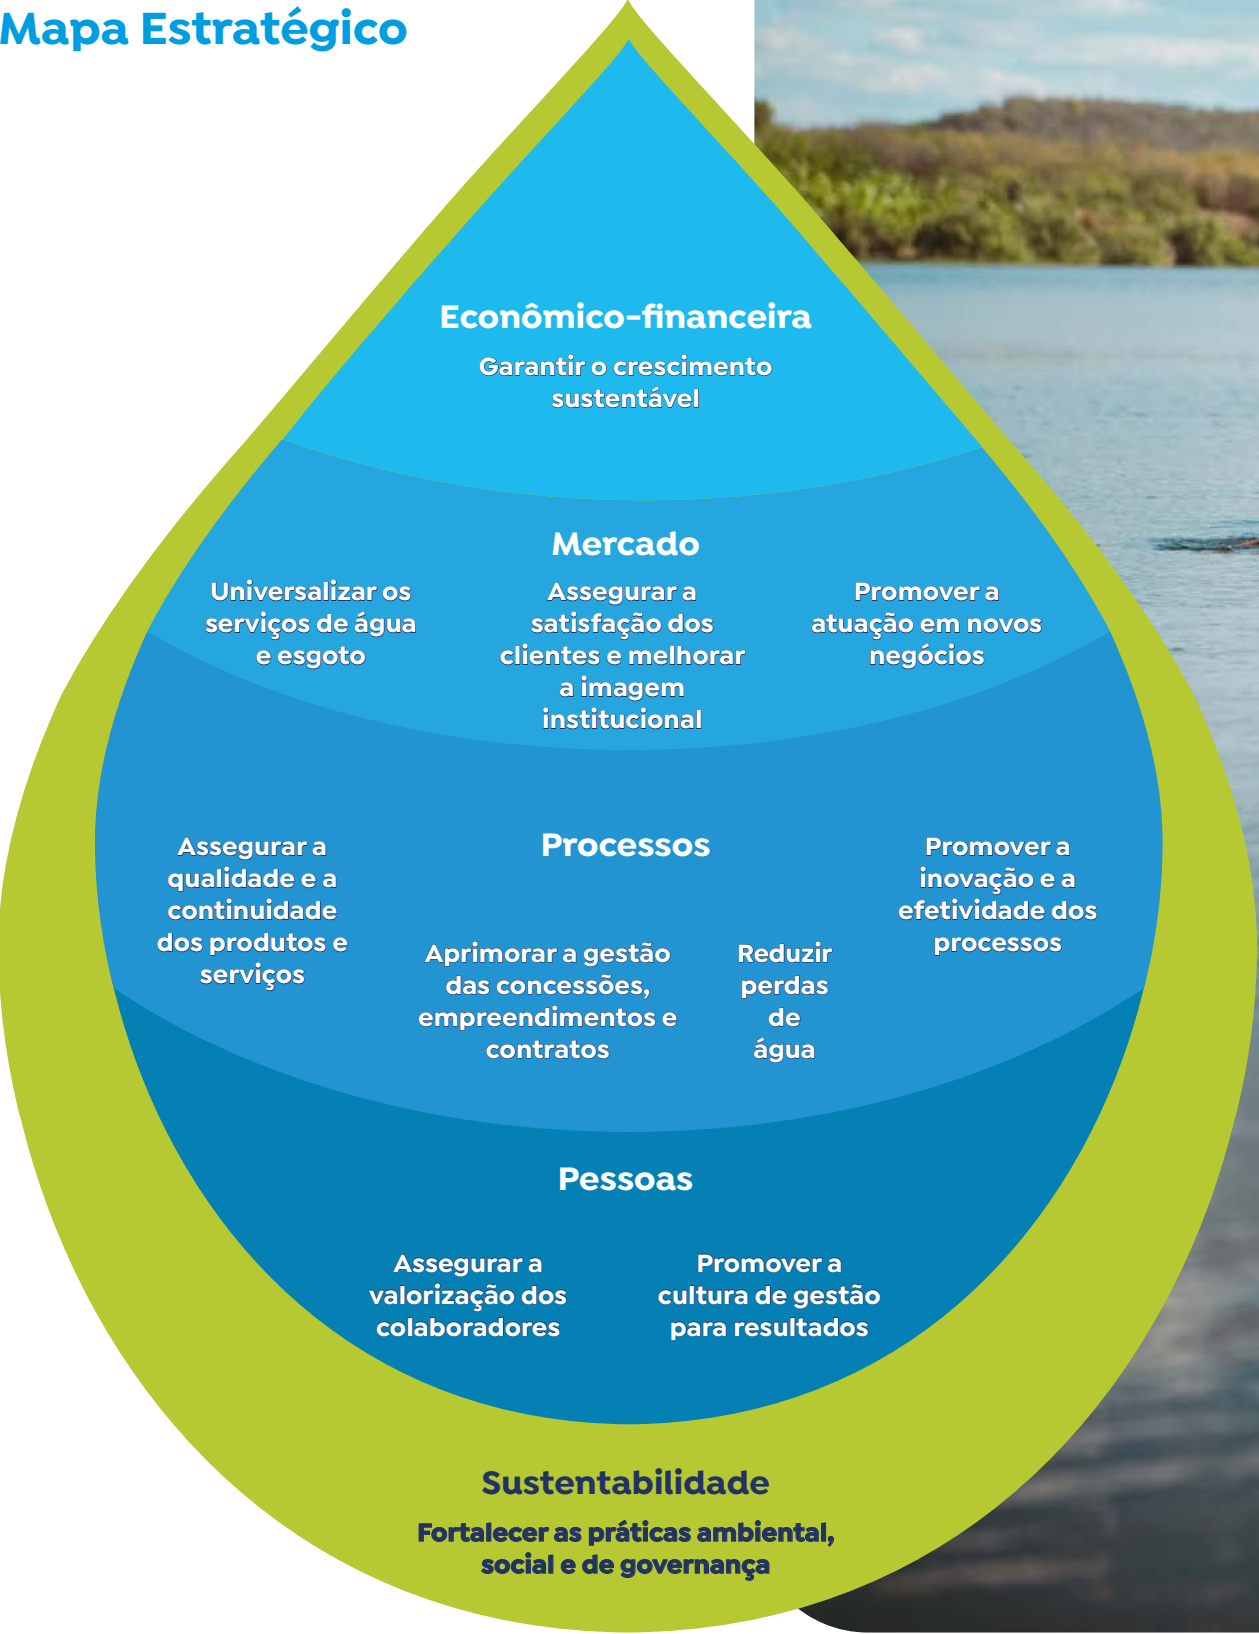 Mapa Estratégico
Econômico-financeira
Garantir o crescimento
sustentável
Mercado
Universalizar os
serviços de água
e esgoto
Assegurar a
satisfação dos
clientes e melhorar
a imagem
institucional
Promover a
atuação em novos
negócios
Processos
Assegurar a
qualidade e a
continuidade
dos produtos e
serviços
Aprimorar a gestão
das concessões,
empreendimentos e
contratos
Reduzir
perdas
de
água
Promover a
inovação e a
efetividade dos
processos
Pessoas
Assegurar a
valorização dos
colaboradores
Promover a
cultura de gestão
para resultados
Sustentabilidade
Fortalecer as práticas ambiental,
social e de governança